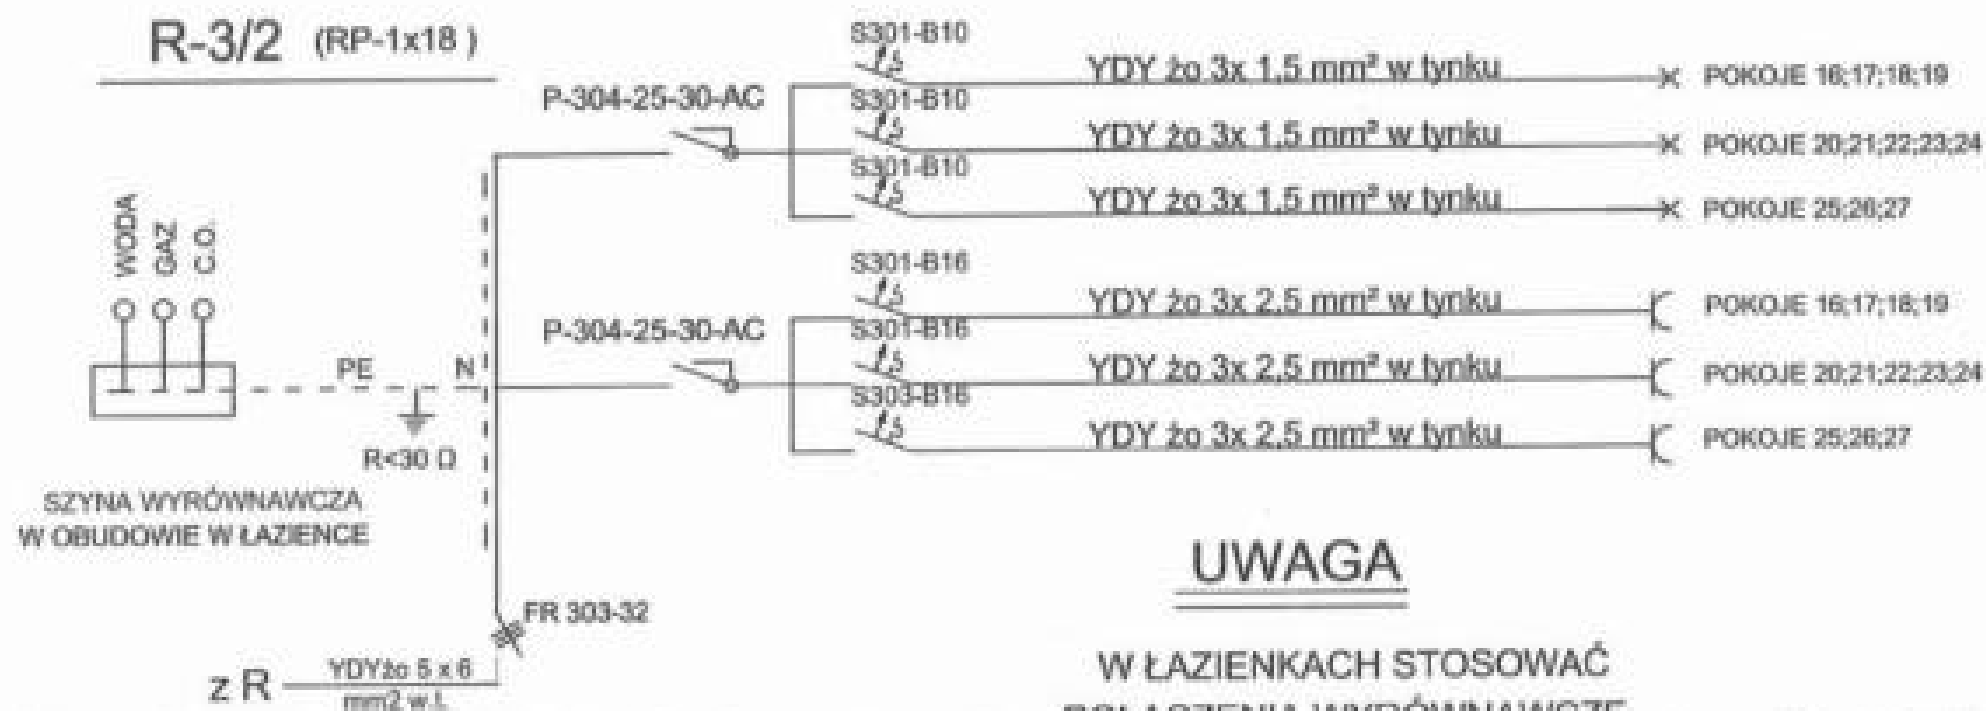 R-3/2 (RP-1x18 )
P-304-25-30-AC
S301-B10
YDY żo 3x 1,5 mm² w tynku
POKOJE 16;17;18;19
S301-B10
YDY żo 3x 1,5 mm² w tynku
POKOJE 20;21;22;23;24
S301-B10
YDY żo 3x 1,5 mm² w tynku
POKOJE 25;26;27
WODA
GAZ
C.O.
PE
N
R<30 Ω
SZYNA WYRÓWNAWCZA
W OBUDOWIE W ŁAZIENCE
P-304-25-30-AC
S301-B16
YDY żo 3x 2,5 mm² w tynku
POKOJE 16;17;18;19
S301-B16
YDY żo 3x 2,5 mm² w tynku
POKOJE 20;21;22;23;24
S303-B16
YDY żo 3x 2,5 mm² w tynku
POKOJE 25;26;27
FR 303-32
z R
YDYżo 5 x 6
mm2 w.t.
UWAGA
W ŁAZIENKACH STOSOWAĆ
POŁĄCZENIA WYRÓWNAWCZE